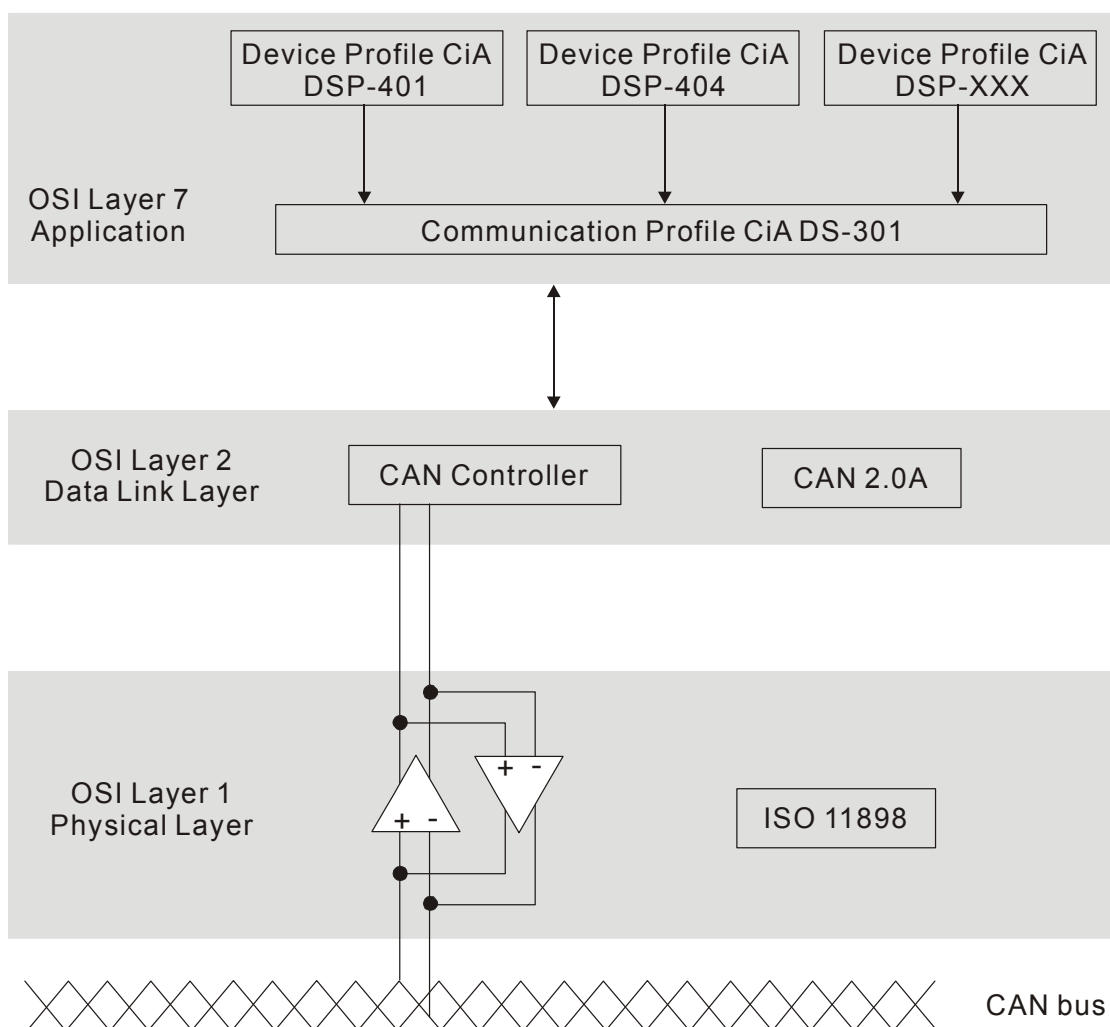 Device Profile CiA
DSP-401
Device Profile CiA
DSP-404
Device Profile CiA
DSP-XXX
OSI Layer 7
Application
Communication Profile CiA DS-301
OSI Layer 2
Data Link Layer
CAN Controller
CAN 2.0A
OSI Layer 1
Physical Layer
+ -
+ -
ISO 11898
CAN bus